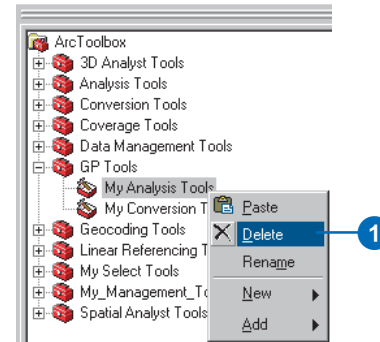 ArcToolbox
3D Analyst Tools
Analysis Tools
Conversion Tools
Coverage Tools
Data Management Tools
GP Tools
My Analysis Tools
My Conversion T
Geocoding Tools
Linear Referencing T
My Select Tools
My_Management_To
Spatial Analyst Tools
Paste
Delete
Rename
New
Add
1